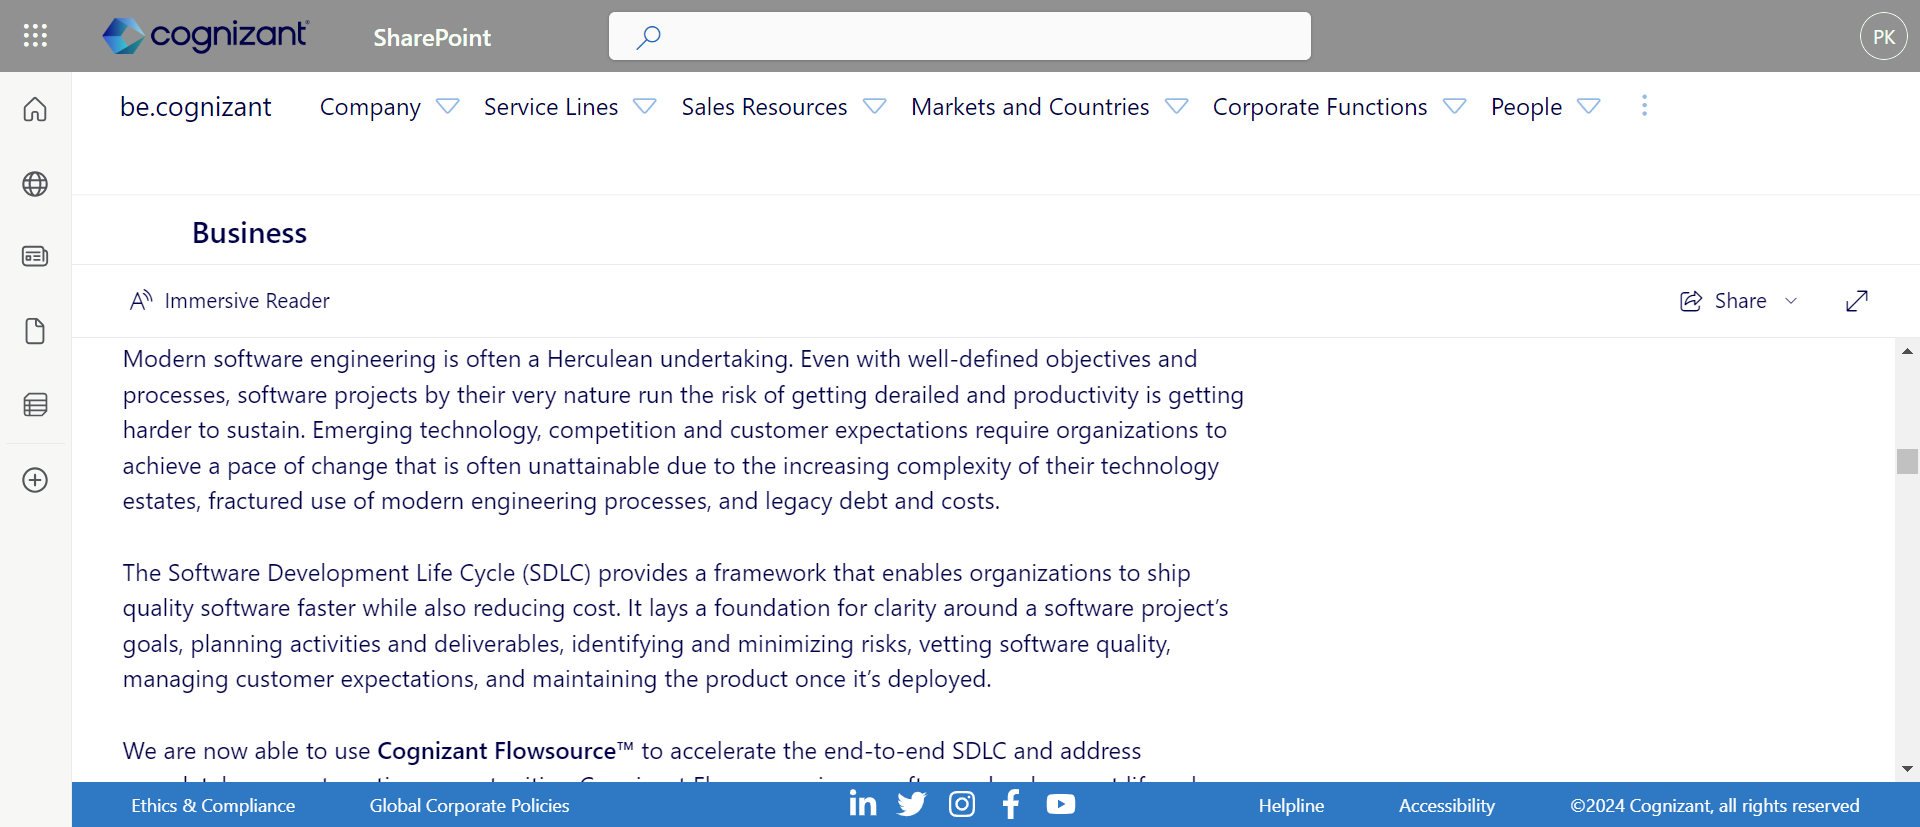 cognizant
SharePoint
PK
be.cognizant
Company
Service Lines
Sales Resources
Markets and Countries
Corporate Functions
People
Business
Immersive Reader
Share
Modern software engineering is often a Herculean undertaking. Even with well-defined objectives and
processes, software projects by their very nature run the risk of getting derailed and productivity is getting
harder to sustain. Emerging technology, competition and customer expectations require organizations to
achieve a pace of change that is often unattainable due to the increasing complexity of their technology
estates, fractured use of modern engineering processes, and legacy debt and costs.
The Software Development Life Cycle (SDLC) provides a framework that enables organizations to ship
quality software faster while also reducing cost. It lays a foundation for clarity around a software project’s
goals, planning activities and deliverables, identifying and minimizing risks, vetting software quality,
managing customer expectations, and maintaining the product once it’s deployed.
We are now able to use Cognizant Flowsource™ to accelerate the end-to-end SDLC and address
Ethics & Compliance
Global Corporate Policies
Helpline
Accessibility
©2024 Cognizant, all rights reserved